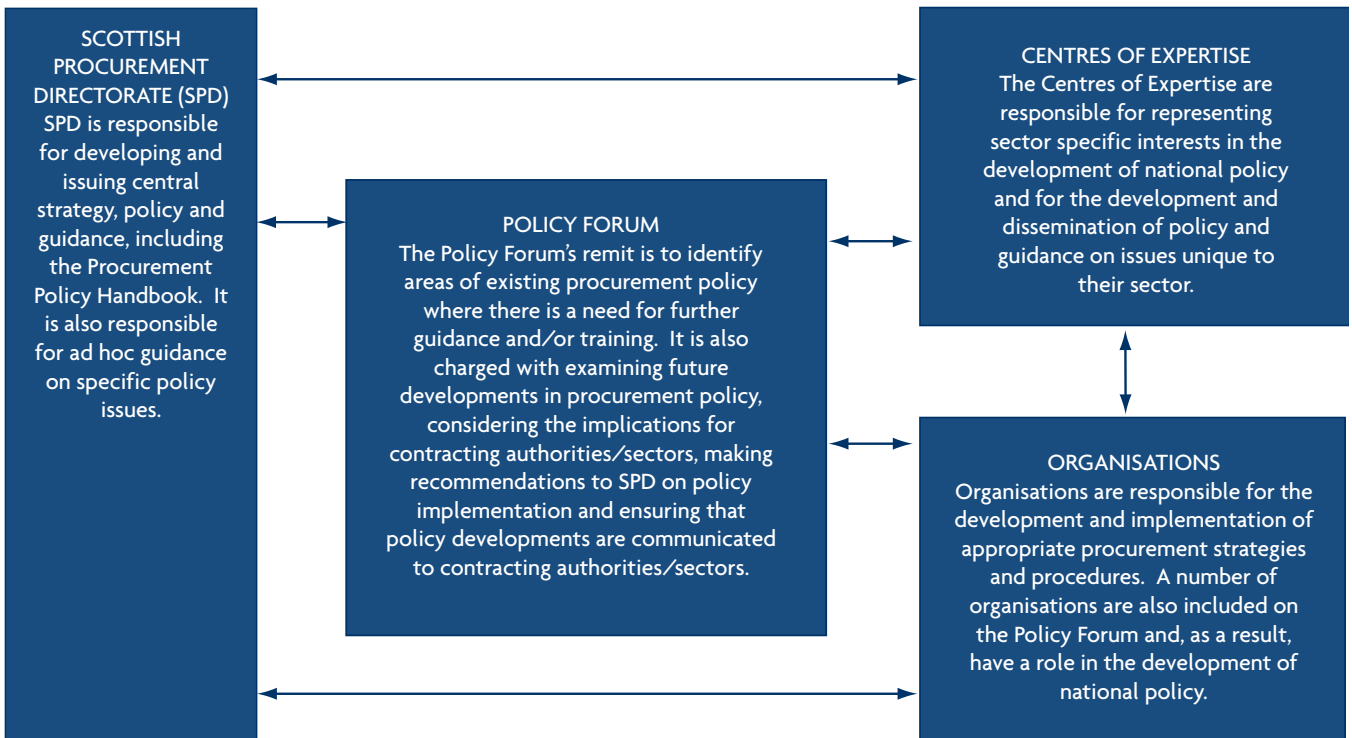 SCOTTISH
PROCUREMENT
DIRECTORATE (SPD)
SPD is responsible
for developing and
issuing central
strategy, policy and
guidance, including
the Procurement
Policy Handbook. It
is also responsible
for ad hoc guidance
on specific policy
issues.
POLICY FORUM
The Policy Forum’s remit is to identify
areas of existing procurement policy
where there is a need for further
guidance and/or training. It is also
charged with examining future
developments in procurement policy,
considering the implications for
contracting authorities/sectors, making
recommendations to SPD on policy
implementation and ensuring that
policy developments are communicated
to contracting authorities/sectors.
CENTRES OF EXPERTISE
The Centres of Expertise are
responsible for representing
sector specific interests in the
development of national policy
and for the development and
dissemination of policy and
guidance on issues unique to
their sector.
ORGANISATIONS
Organisations are responsible for the
development and implementation of
appropriate procurement strategies
and procedures. A number of
organisations are also included on
the Policy Forum and, as a result,
have a role in the development of
national policy.